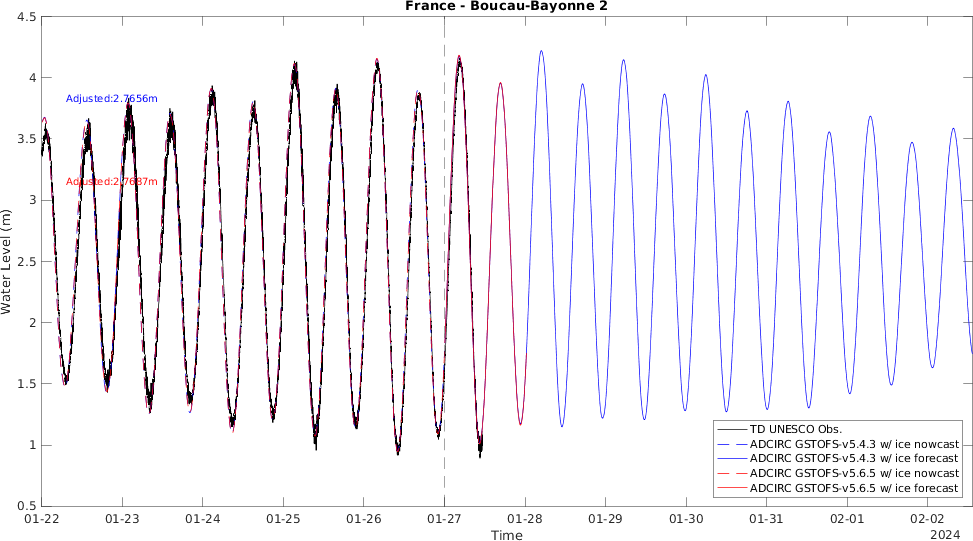 France - Boucau-Bayonne 2
4.5
4
3.5
3
2.5
2
1.5
1
0.5
Water Level (m)
Adjusted:2.7656m
Adjusted:2.7687m
TD UNESCO Obs.
ADCIRC GSTOFS-v5.4.3 w/ ice nowcast
ADCIRC GSTOFS-v5.4.3 w/ ice forecast
ADCIRC GSTOFS-v5.6.5 w/ ice nowcast
ADCIRC GSTOFS-v5.6.5 w/ ice forecast
01-22 01-23 01-24 01-25 01-26 01-27 01-28 01-29 01-30 01-31 02-01 02-02
Time
2024